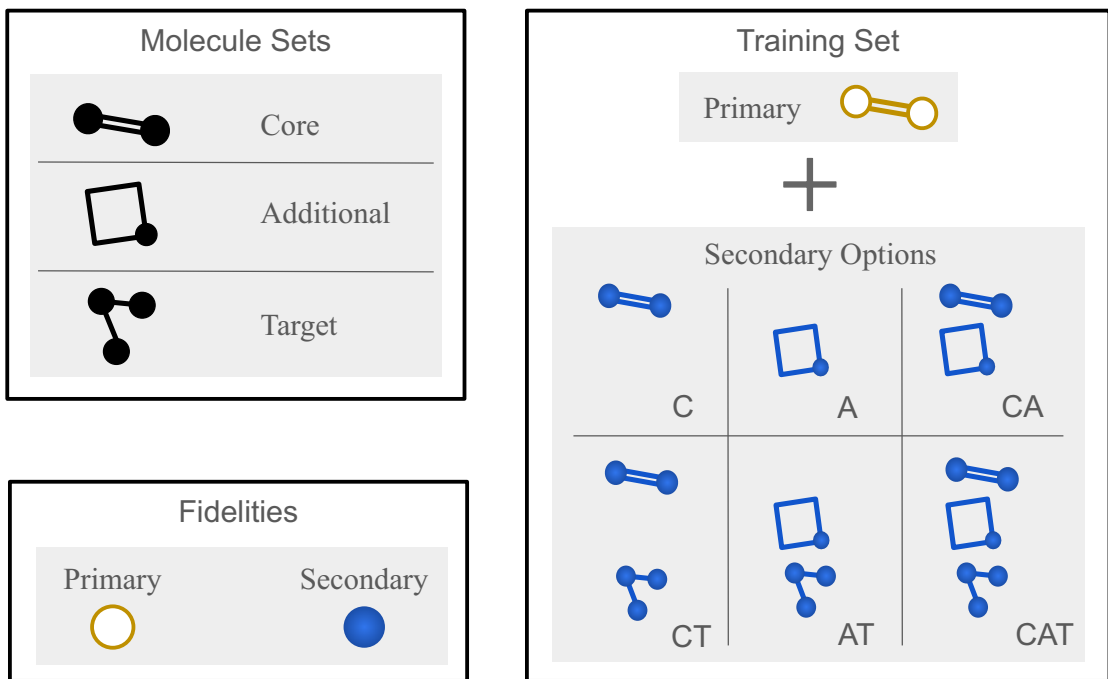 Molecule Sets
Core
Additional
Target
Fidelities
Primary
Secondary
Training Set
Primary
Secondary Options
C
A
CA
CT
AT
CAT